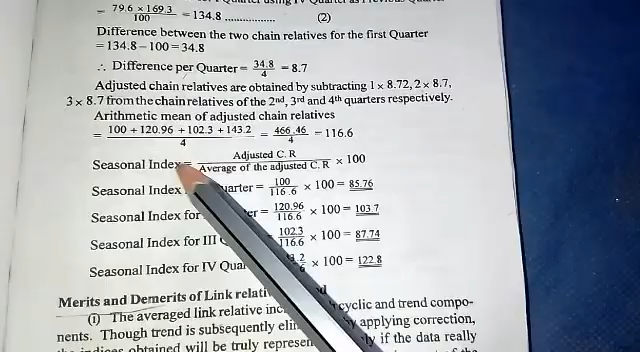 = 79.6 × 169.3 / 100 = 134.8 ................ (2)
Difference between the two chain relatives for the first Quarter
= 134.8 – 100 = 34.8
∴ Difference per Quarter = 34.8 / 4 = 8.7
Adjusted chain relatives are obtained by subtracting 1 × 8.72, 2 × 8.7,
3 × 8.7 from the chain relatives of the 2nd, 3rd and 4th quarters respectively.
Arithmetic mean of adjusted chain relatives
= 100 + 120.96 + 102.3 + 143.2 / 4 = 466.46 / 4 – 116.6
Seasonal Index = Adjusted C.R / Average of the adjusted C.R × 100
Seasonal Index = 100 / 116.6 × 100 = 85.76
Seasonal Index for = 120.96 / 116.6 × 100 = 103.7
Seasonal Index for III 102.3 / 116.6 × 100 = 87.74
Seasonal Index for IV × 100 = 122.8
Merits and Demerits of Link
(i) The averaged link relative cyclic and trend compo-
nents. Though trend is subsequently applying correction,
obtained will be truly if the data really